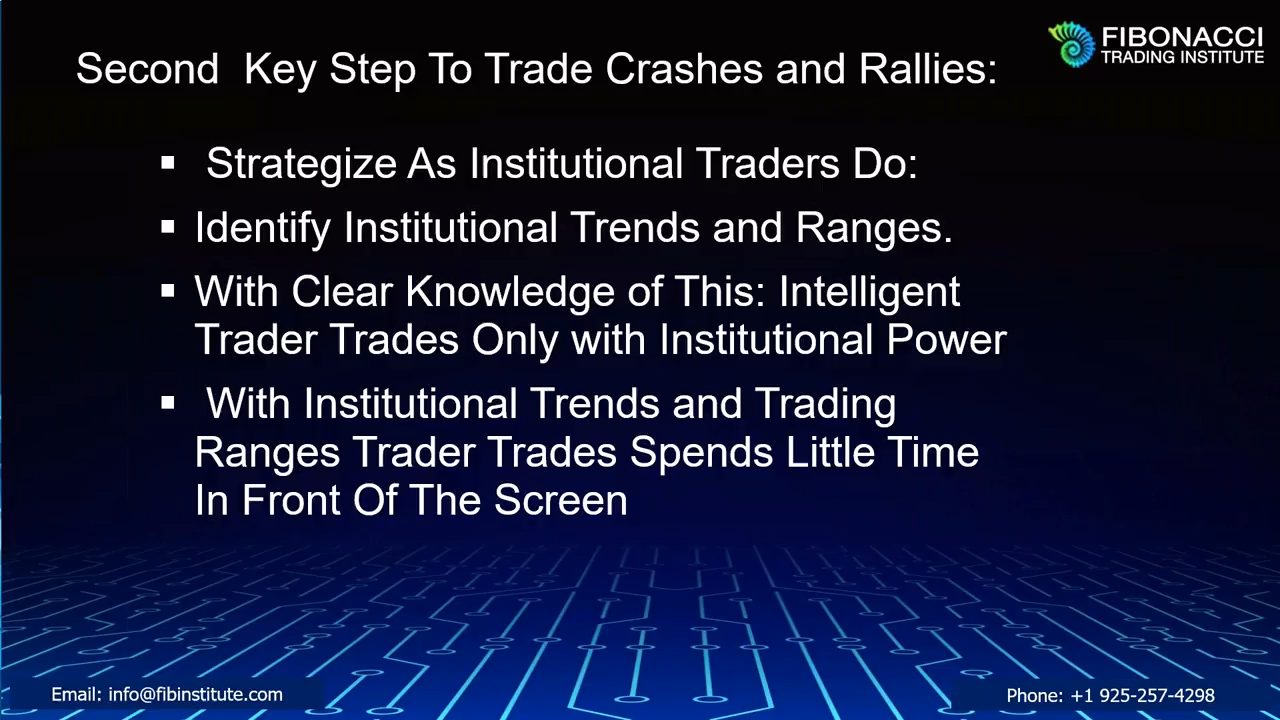 FIBONACCI
TRADING INSTITUTE
Second  Key Step To Trade Crashes and Rallies:
▪ Strategize As Institutional Traders Do:
▪ Identify Institutional Trends and Ranges.
▪ With Clear Knowledge of This: Intelligent
Trader Trades Only with Institutional Power
▪ With Institutional Trends and Trading
Ranges Trader Trades Spends Little Time
In Front Of The Screen
Email: info@fibinstitute.com
Phone: +1 925-257-4298